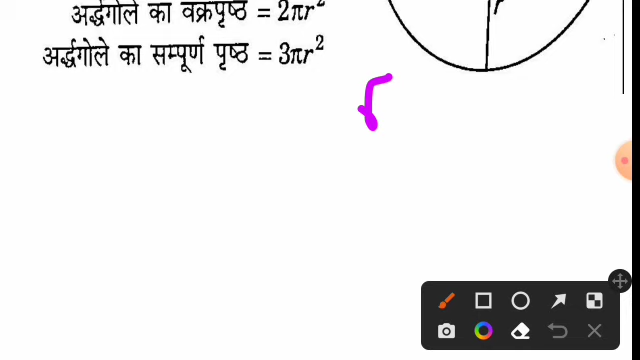 अर्द्धगोले का वक्रपृष्ठ = 2πr²
अर्द्धगोले का सम्पूर्ण पृष्ठ = 3πr²
r